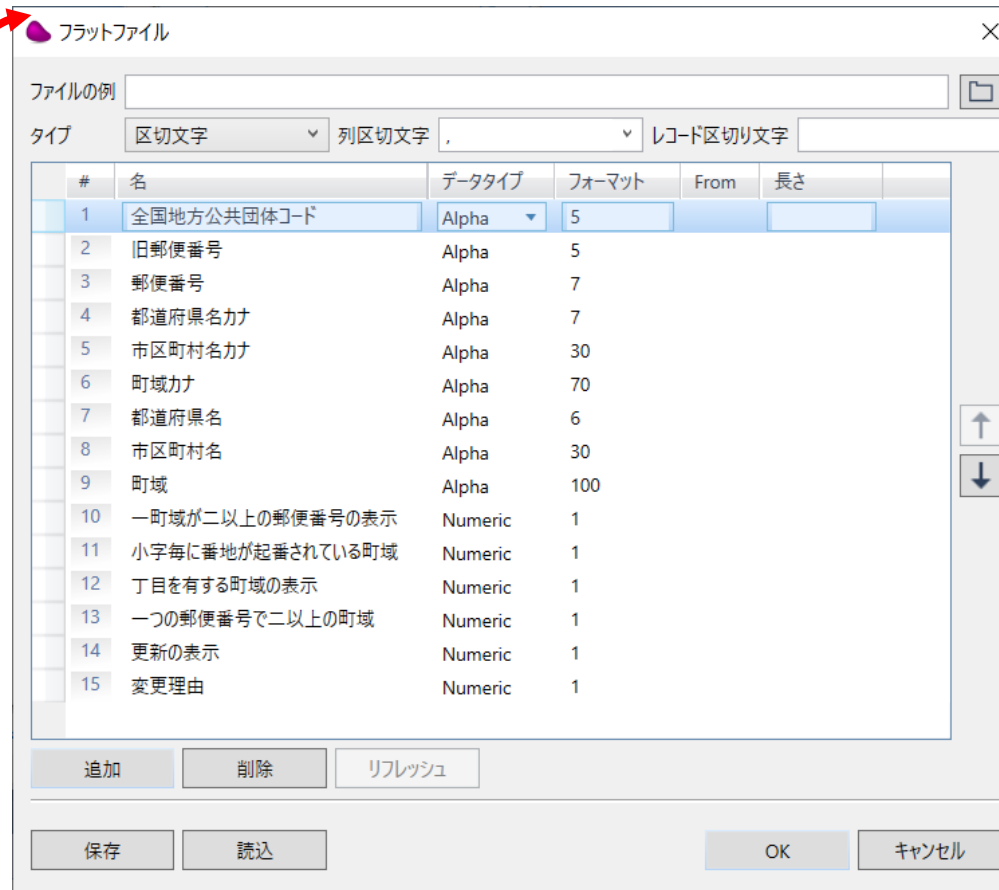 フラットファイル
ファイルの例
タイプ 区切文字 列区切文字 , レコード区切り文字
# 名 データタイプ フォーマット From 長さ
1 全国地方公共団体コード Alpha 5
2 旧郵便番号 Alpha 5
3 郵便番号 Alpha 7
4 都道府県名カナ Alpha 7
5 市区町村名カナ Alpha 30
6 町域カナ Alpha 70
7 都道府県名 Alpha 6
8 市区町村名 Alpha 30
9 町域 Alpha 100
10 一町域が二以上の郵便番号の表示 Numeric 1
11 小字毎に番地が起番されている町域 Numeric 1
12 丁目を有する町域の表示 Numeric 1
13 一つの郵便番号で二以上の町域 Numeric 1
14 更新の表示 Numeric 1
15 変更理由 Numeric 1
追加 削除 リフレッシュ
保存 読込 OK キャンセル